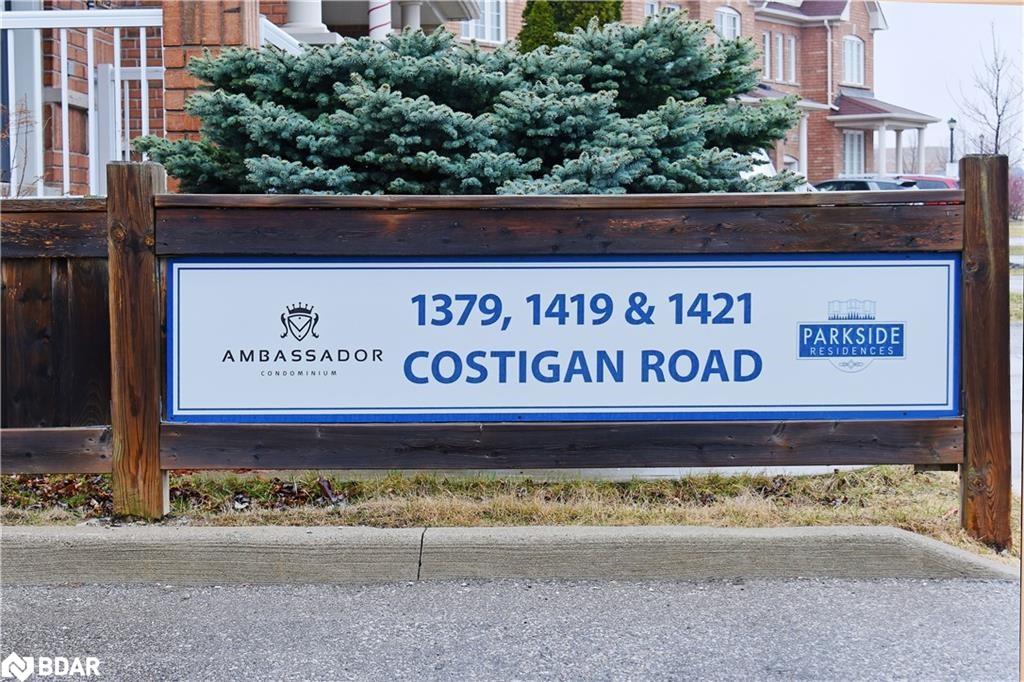 1379, 1419 & 1421
COSTIGAN ROAD
AMBASSADOR
CONDOMINIUM
PARKSIDE
RESIDENCES
BDAR